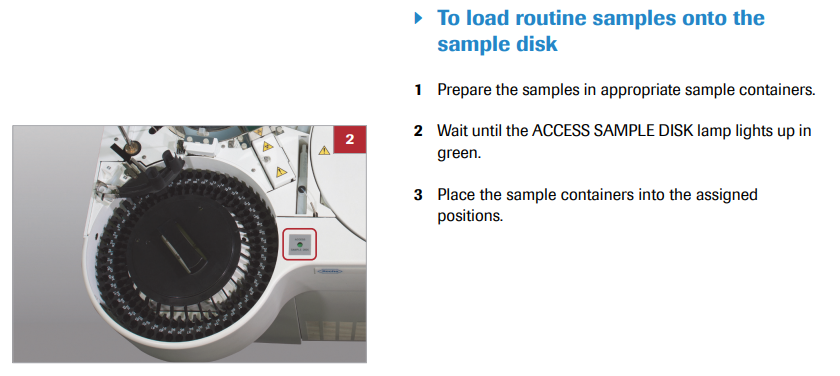 To load routine samples onto the
sample disk
1 Prepare the samples in appropriate sample containers.
2 Wait until the ACCESS SAMPLE DISK lamp lights up in
green.
3 Place the sample containers into the assigned
positions.
2